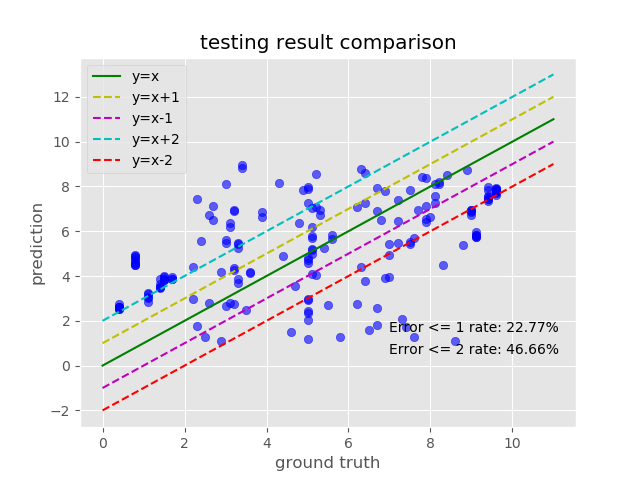 testing result comparison
y=x
y=x+1
y=x-1
y=x+2
y=x-2
12
10
8
6
4
2
0
−2
prediction
Error <= 1 rate: 22.77%
Error <= 2 rate: 46.66%
0 2 4 6 8 10
ground truth